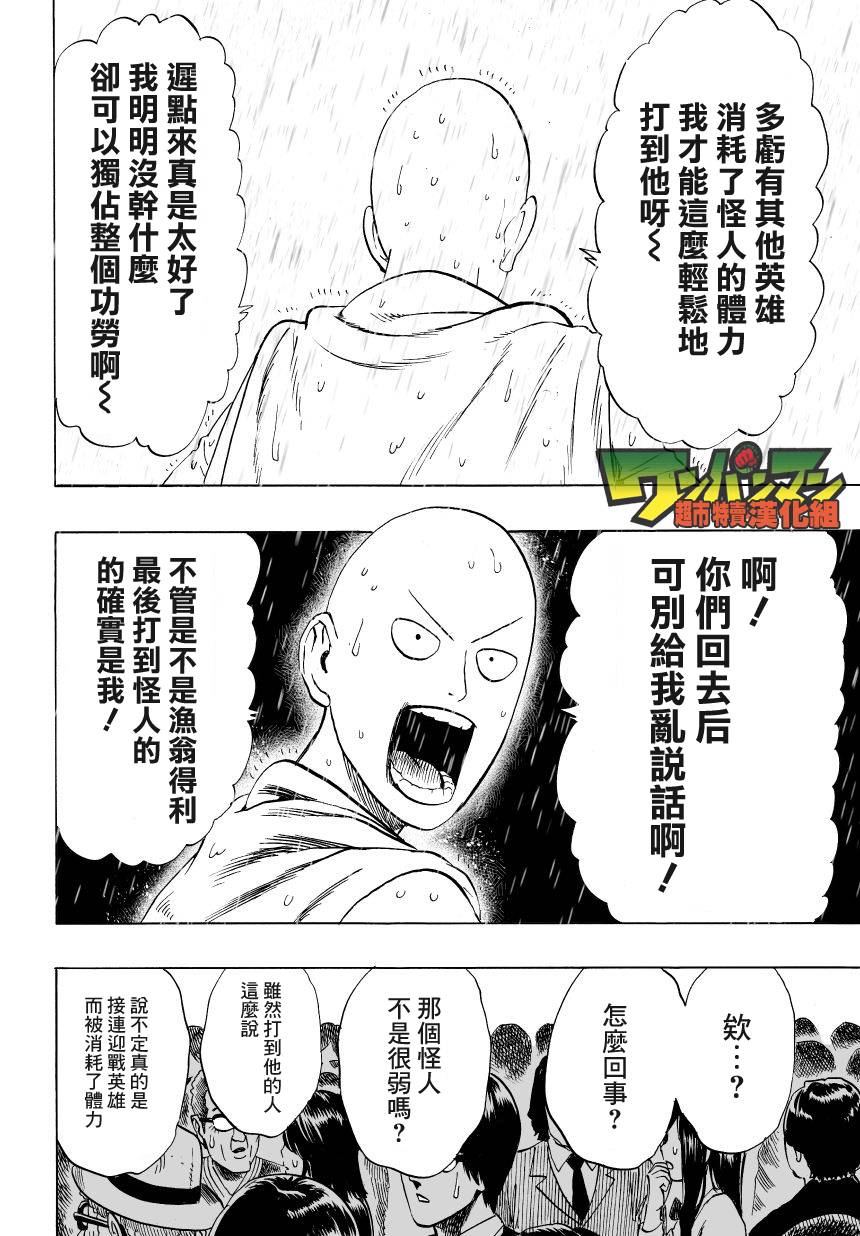 多虧有其他英雄
消耗了怪人的體力
我才能這麼輕鬆地
打到他呀~
遲點來真是太好了
我明明沒幹什麼
卻可以獨佔整個功勞啊~
ワンパンマン
超市特賣漢化組
啊!
你們回去后
可別給我亂說話啊!
不管是不是漁翁得利
最後打到怪人的
的確實是我!
欸…?
怎麼回事?
那個怪人
不是很弱嗎?
雖然打到他的人
這麼說
說不定真的是
接連迎戰英雄
而被消耗了體力